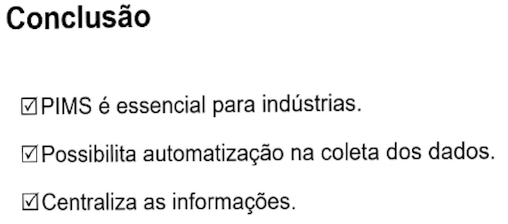 Conclusão
☑PIMS é essencial para indústrias.
☑Possibilita automatização na coleta dos dados.
☑Centraliza as informações.